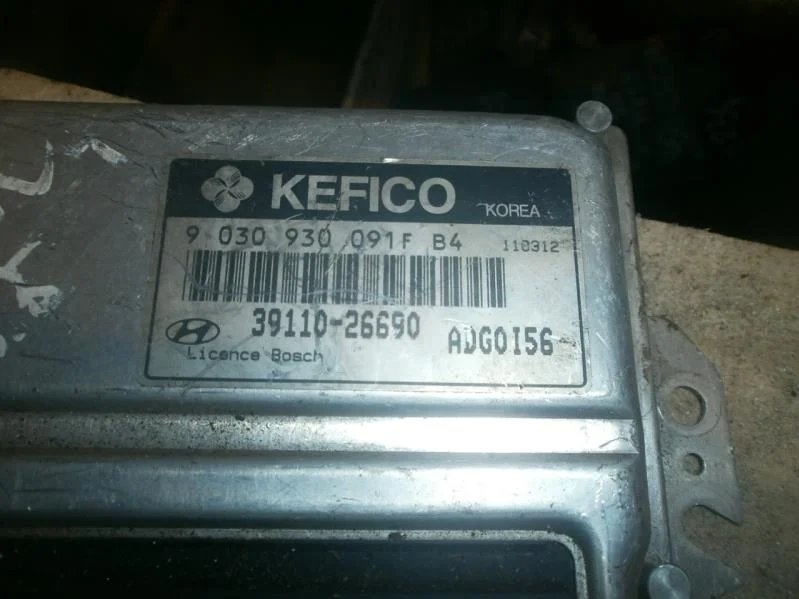 KEFICO KOREA
9 030 930 091F B4 110312
39110-26690 ADG0I56
Licence Bosch